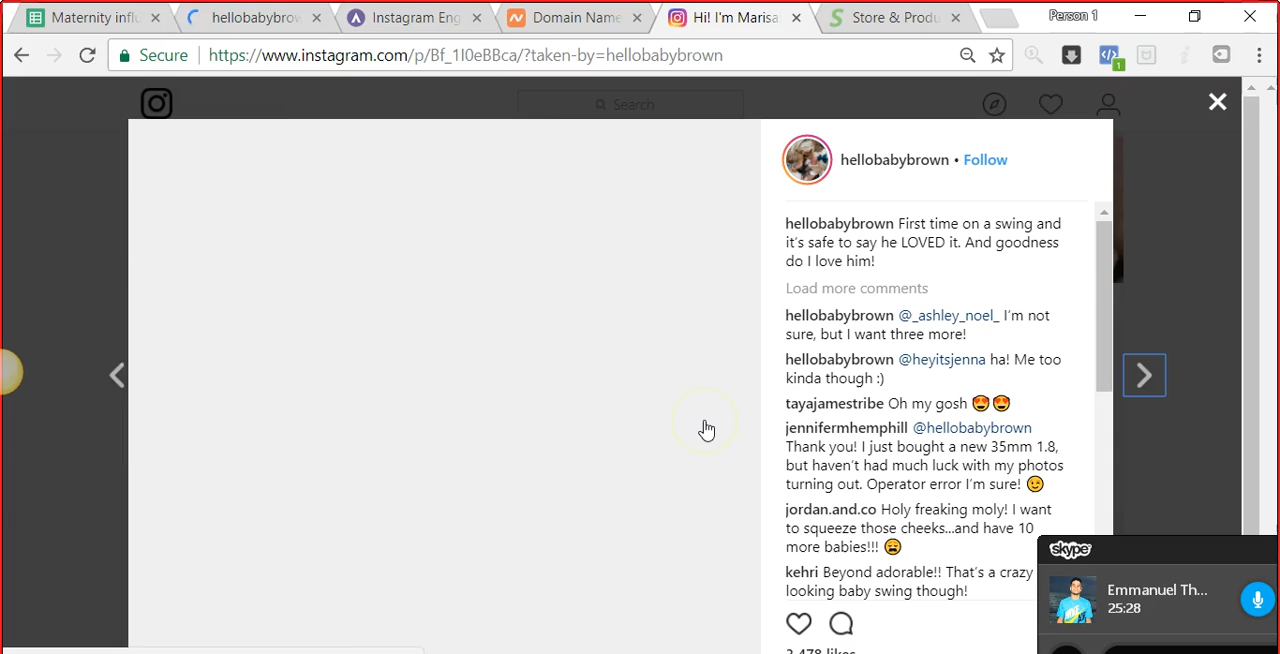 Maternity infl
hellobabybrow
Instagram Eng
Domain Name
Hi! I'm Marisa
Store & Produ
Person 1
Secure
https://www.instagram.com/p/Bf_1I0eBBca/?taken-by=hellobabybrown
1
Search
hellobabybrown • Follow
hellobabybrown First time on a swing and
it's safe to say he LOVED it. And goodness
do I love him!
Load more comments
hellobabybrown @_ashley_noel_ I'm not
sure, but I want three more!
hellobabybrown @heyitsjenna ha! Me too
kinda though :)
tayajamestribe Oh my gosh 😍😍
jennifermhemphill @hellobabybrown
Thank you! I just bought a new 35mm 1.8,
but haven't had much luck with my photos
turning out. Operator error I'm sure! 😉
jordan.and.co Holy freaking moly! I want
to squeeze those cheeks...and have 10
more babies!!! 😩
kehri Beyond adorable!! That's a crazy
looking baby swing though!
skype
Emmanuel Th...
25:28
2,478 likes